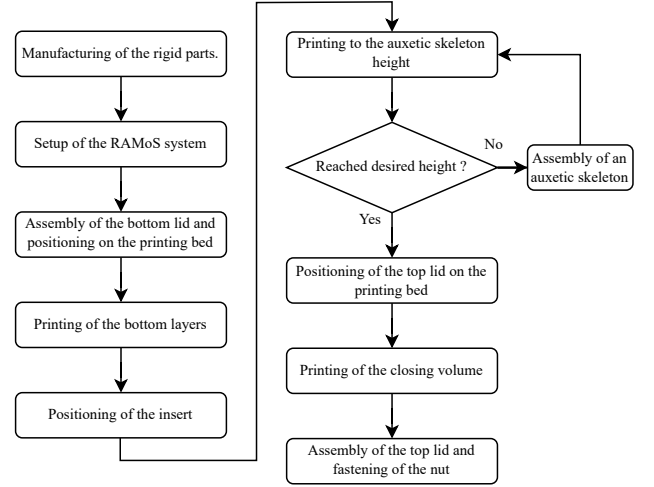 Manufacturing of the rigid parts.
Setup of the RAMoS system
Assembly of the bottom lid and
positioning on the printing bed
Printing of the bottom layers
Positioning of the insert
Printing to the auxetic skeleton
height
Reached desired height ?
No
Assembly of an
auxetic skeleton
Yes
Positioning of the top lid on the
printing bed
Printing of the closing volume
Assembly of the top lid and
fastening of the nut